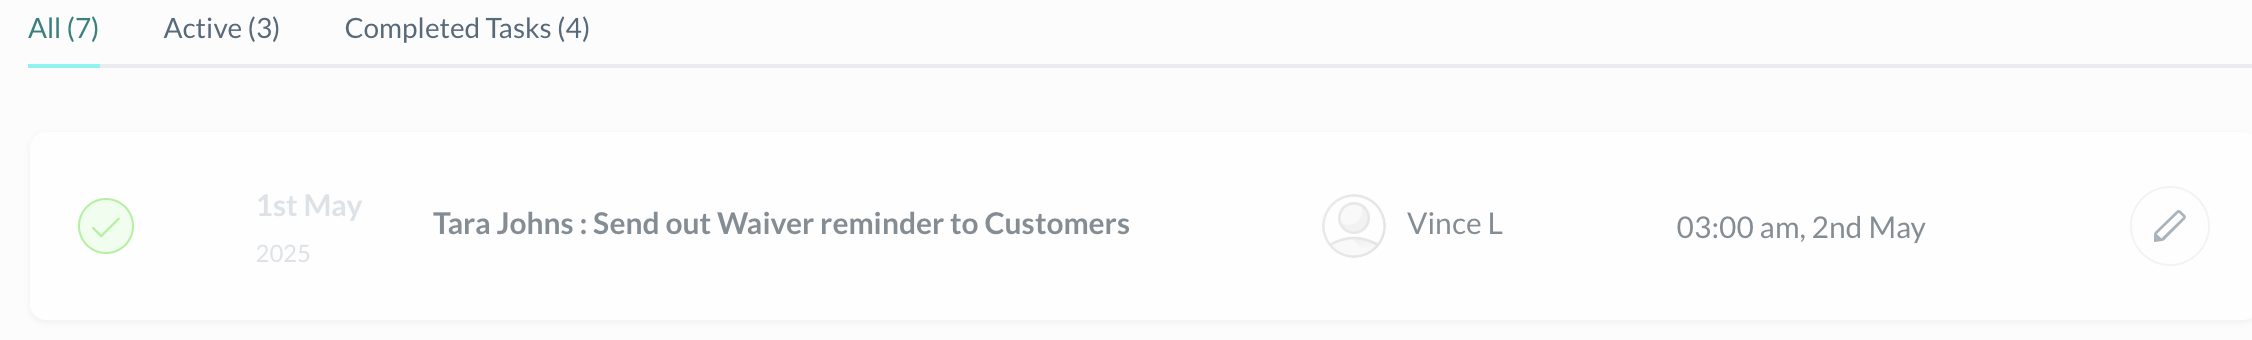 All (7) Active (3) Completed Tasks (4)
1st May
2025
Tara Johns : Send out Waiver reminder to Customers
Vince L
03:00 am, 2nd May